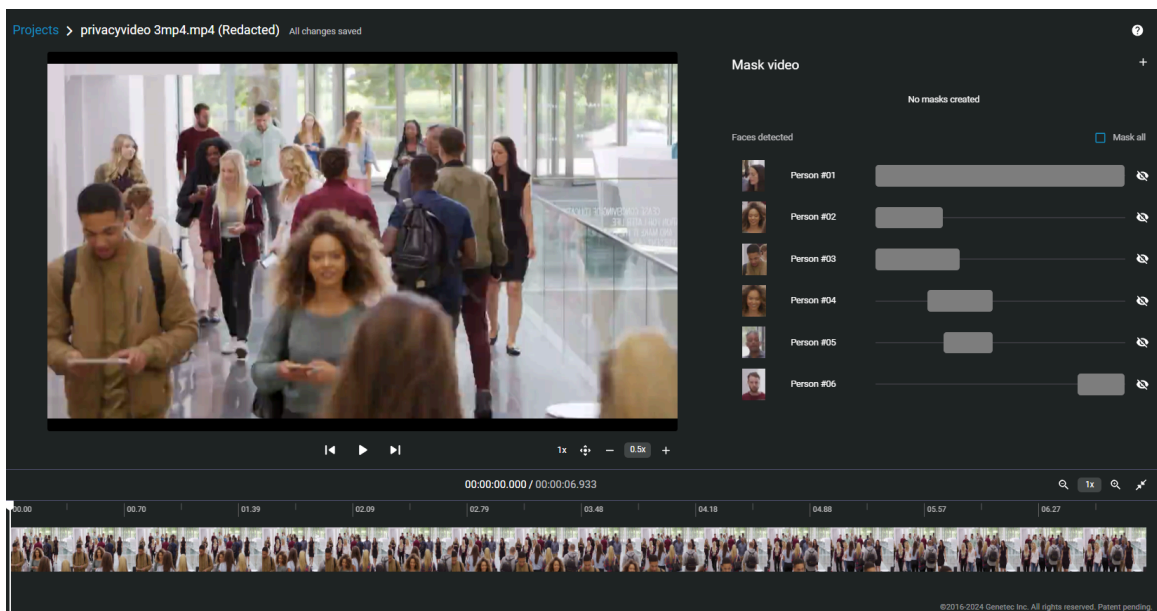 Projects > privacyvideo 3mp4.mp4 (Redacted) All changes saved
Mask video
No masks created
Faces detected
Mask all
Person #01
Person #02
Person #03
Person #04
Person #05
Person #06
1x
0.5x
00:00:00.000 / 00:00:06.933
1x
00.00 00.70 01.39 02.09 02.79 03.48 04.18 04.88 05.57 06.27
©2016-2024 Genetec Inc. All rights reserved. Patent pending.